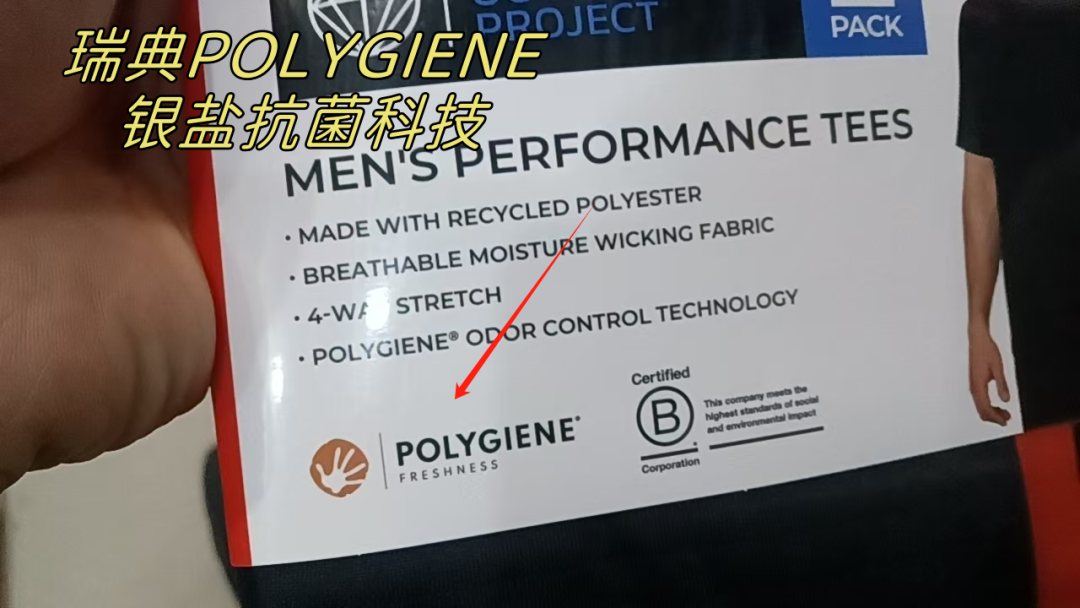 瑞典POLYGIENE
银盐抗菌科技
PROJECT
PACK
MEN'S PERFORMANCE TEES
• MADE WITH RECYCLED POLYESTER
• BREATHABLE MOISTURE WICKING FABRIC
• 4-WAY STRETCH
• POLYGIENE® ODOR CONTROL TECHNOLOGY
POLYGIENE®
FRESHNESS
Certified
B
Corporation
This company meets the
highest standards of social
and environmental impact